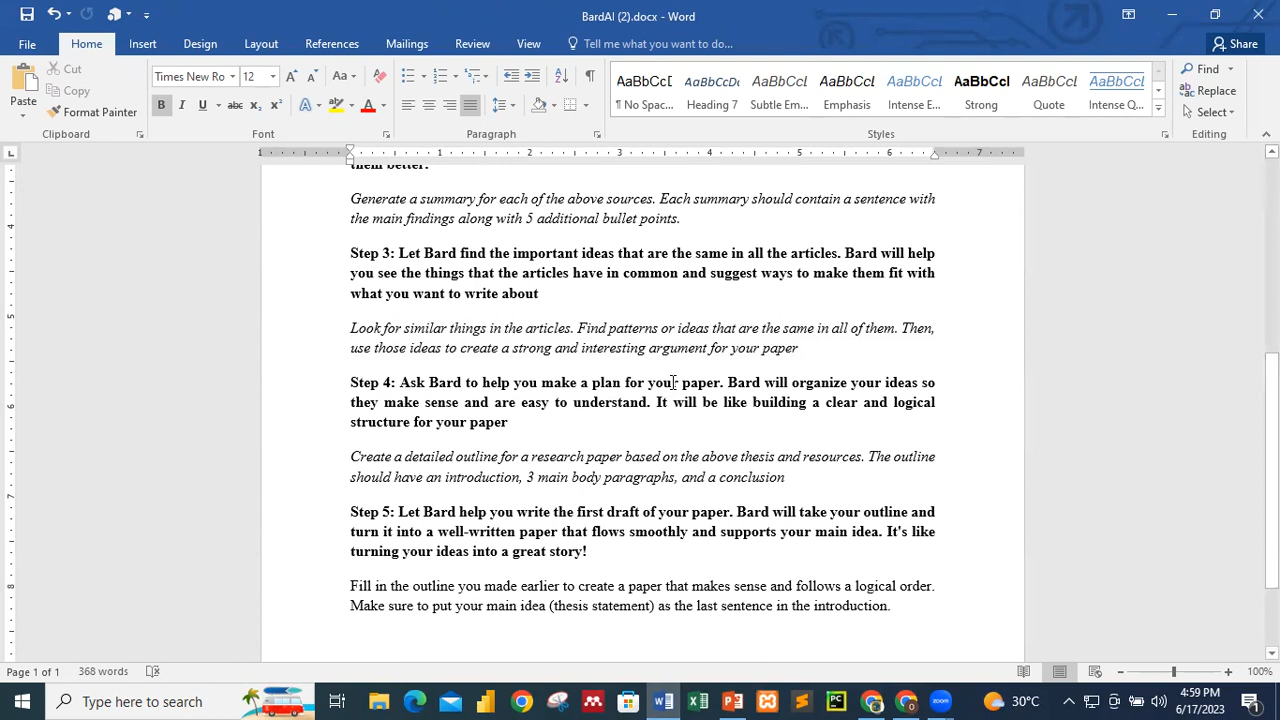 BardAI (2).docx - Word
File Home Insert Design Layout References Mailings Review View Tell me what you want to do... Share
Paste
Cut
Copy
Format Painter
Clipboard
Times New Ro 12
Font
Paragraph
AaBbCcD AaBbCcDc AaBbCcI AaBbCcI AaBbCcI AaBbCcl AaBbCcI AaBbCcl
¶ No Spac... Heading 7 Subtle Em... Emphasis Intense E... Strong Quote Intense Q...
Styles
Find
Replace
Select
Editing
1 1 2 3 4 5 6 7
them better.
Generate a summary for each of the above sources. Each summary should contain a sentence with
the main findings along with 5 additional bullet points.
Step 3: Let Bard find the important ideas that are the same in all the articles. Bard will help
you see the things that the articles have in common and suggest ways to make them fit with
what you want to write about
Look for similar things in the articles. Find patterns or ideas that are the same in all of them. Then,
use those ideas to create a strong and interesting argument for your paper
Step 4: Ask Bard to help you make a plan for your paper. Bard will organize your ideas so
they make sense and are easy to understand. It will be like building a clear and logical
structure for your paper
Create a detailed outline for a research paper based on the above thesis and resources. The outline
should have an introduction, 3 main body paragraphs, and a conclusion
Step 5: Let Bard help you write the first draft of your paper. Bard will take your outline and
turn it into a well-written paper that flows smoothly and supports your main idea. It's like
turning your ideas into a great story!
Fill in the outline you made earlier to create a paper that makes sense and follows a logical order.
Make sure to put your main idea (thesis statement) as the last sentence in the introduction.
Page 1 of 1 368 words 100%
Type here to search
30°C
4:59 PM
6/17/2023